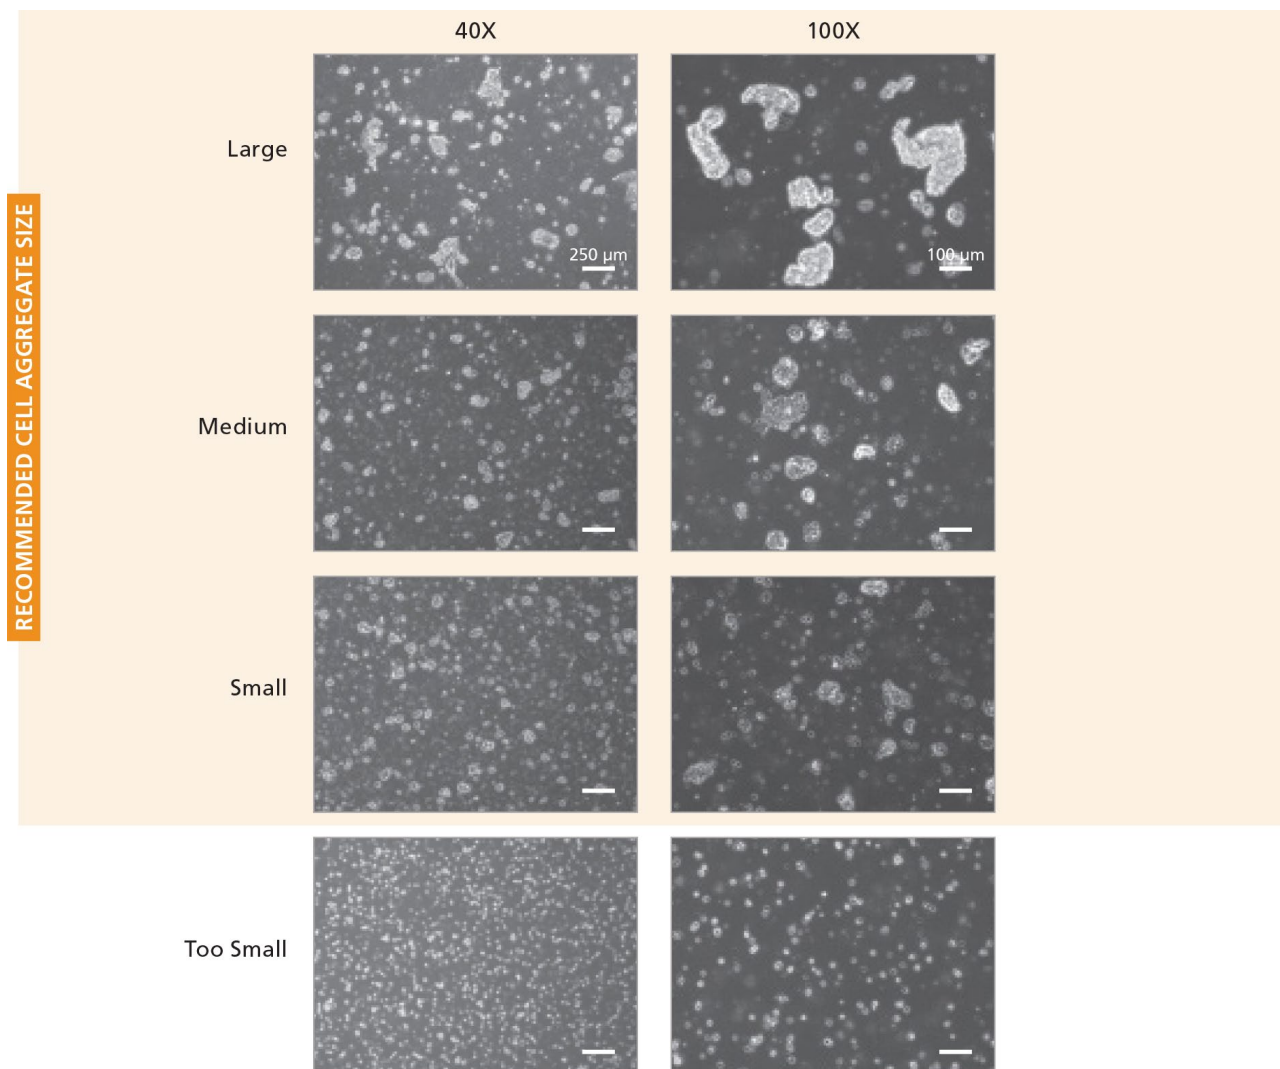 40X 100X
Large
250 µm 100 µm
RECOMMENDED CELL AGGREGATE SIZE
Medium
Small
Too Small